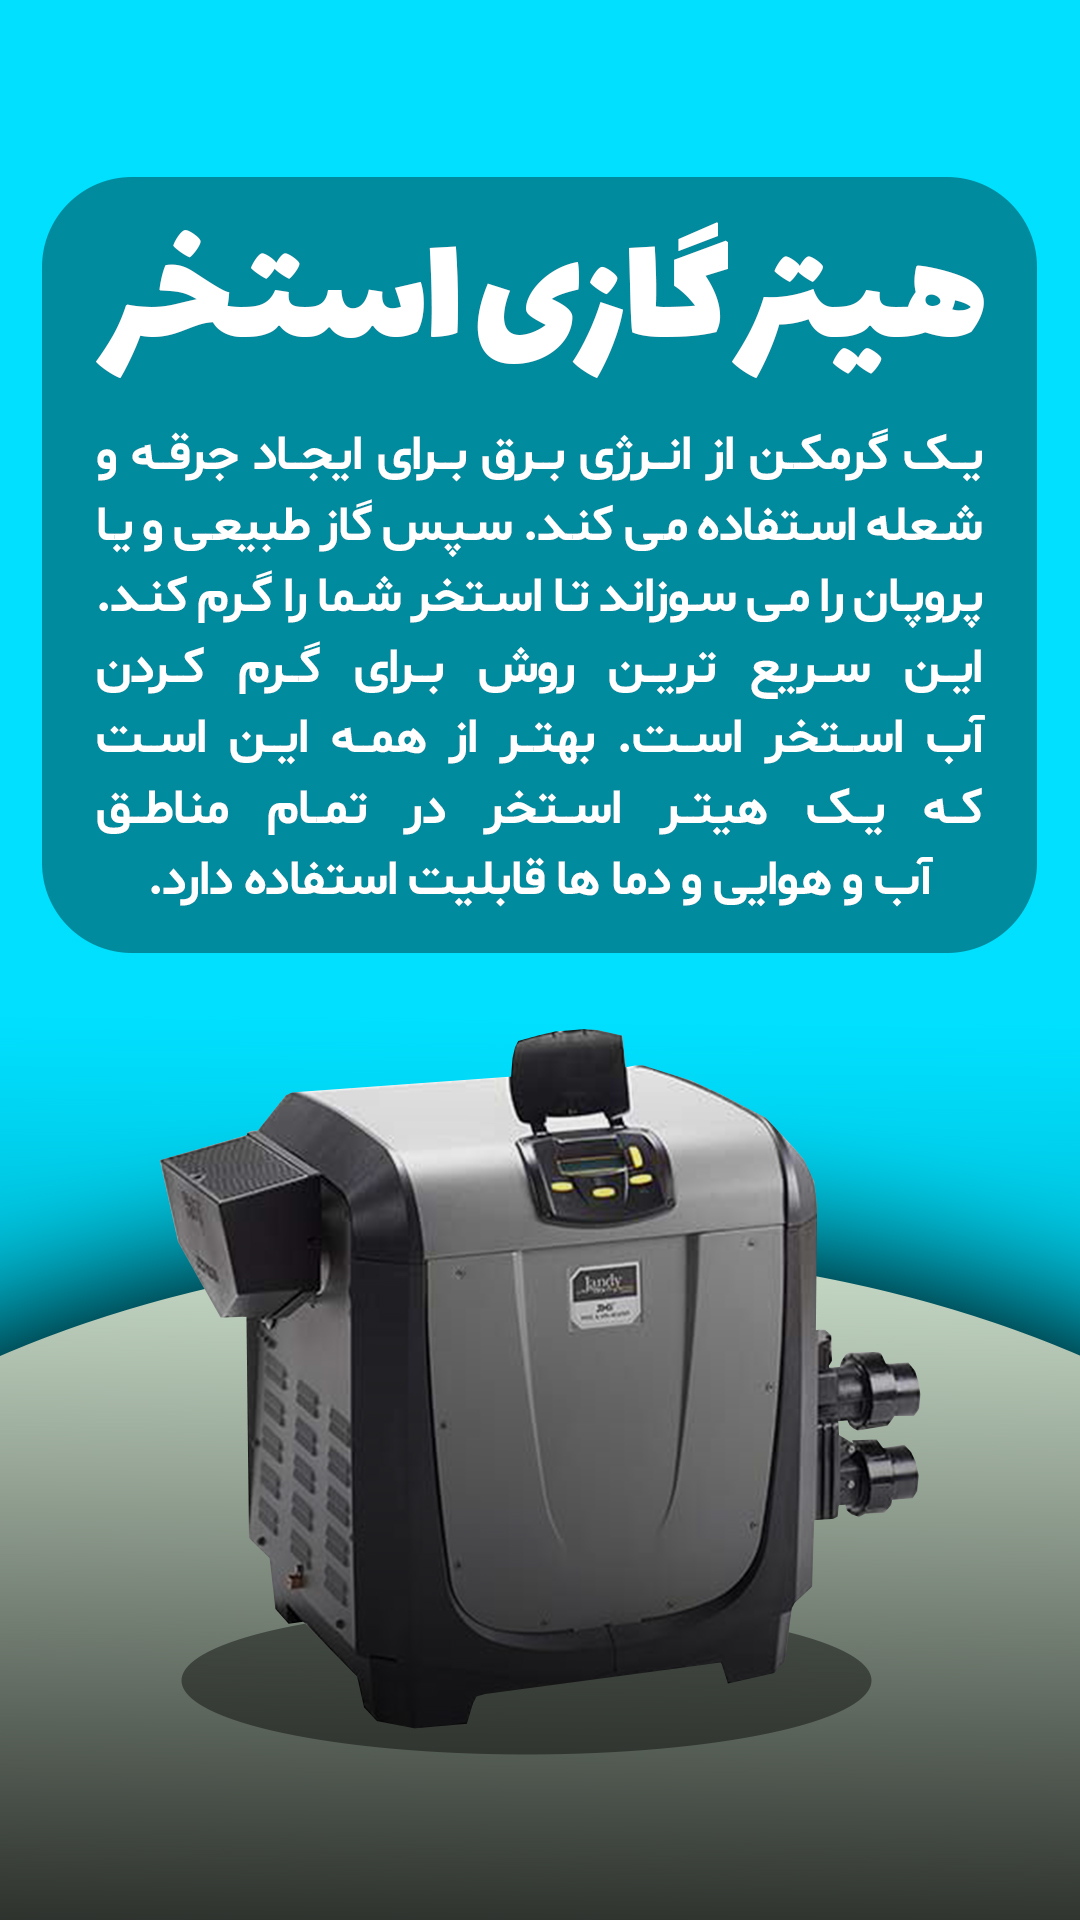 هیتر گازی استخر
یک گرمکن از انرژی برق برای ایجاد جرقه و
شعله استفاده می کند. سپس گاز طبیعی و یا
پروپان را می سوزاند تا استخر شما را گرم کند.
این سریع ترین روش برای گرم کردن
آب استخر است. بهتر از همه این است
که یک هیتر استخر در تمام مناطق
آب و هوایی و دما ها قابلیت استفاده دارد.
Jandy